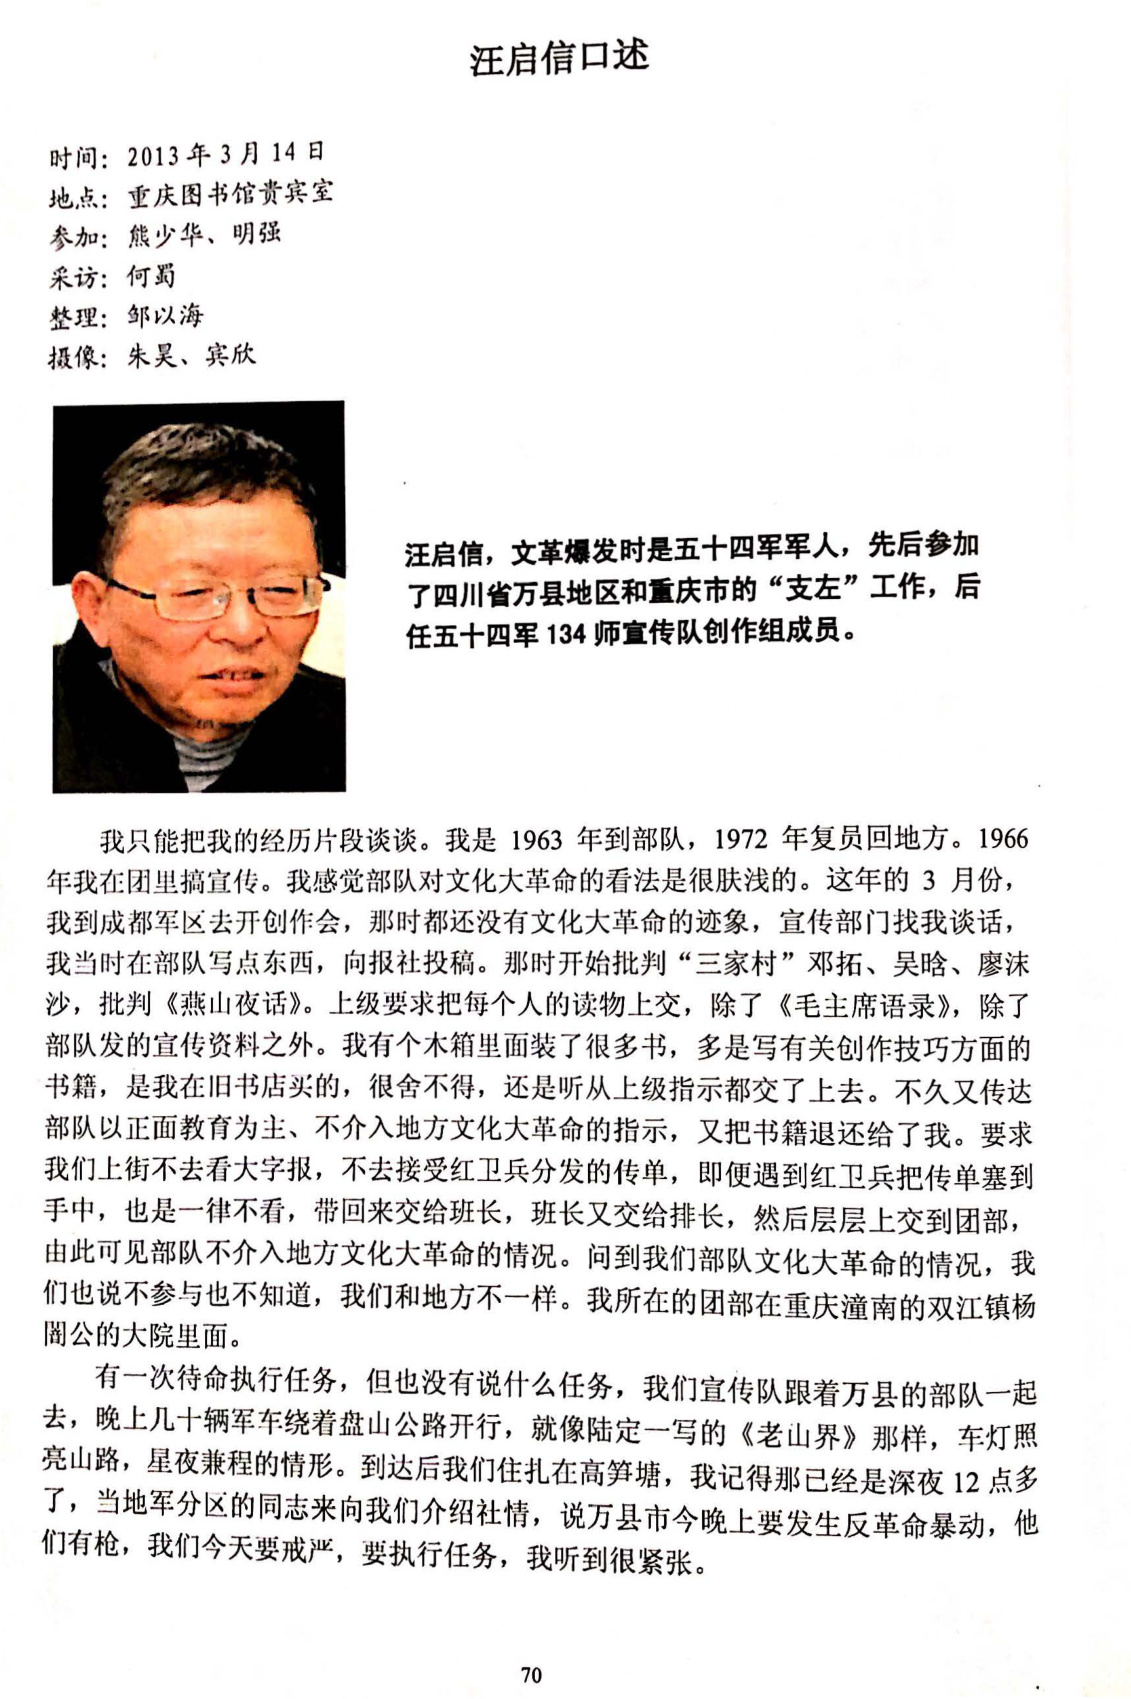 汪启信口述
时间：2013年3月14日
地点：重庆图书馆贵宾室
参加：熊少华、明强
采访：何蜀
整理：邹以海
摄像：朱昊、宾欣
汪启信，文革爆发时是五十四军军人，先后参加
了四川省万县地区和重庆市的“支左”工作，后
任五十四军134师宣传队创作组成员。
我只能把我的经历片段谈谈。我是 1963 年到部队，1972 年复员回地方。1966
年我在团里搞宣传。我感觉部队对文化大革命的看法是很肤浅的。这年的 3 月份，
我到成都军区去开创作会，那时都还没有文化大革命的迹象，宣传部门找我谈话，
我当时在部队写点东西，向报社投稿。那时开始批判“三家村”邓拓、吴晗、廖沫
沙，批判《燕山夜话》。上级要求把每个人的读物上交，除了《毛主席语录》，除了
部队发的宣传资料之外。我有个木箱里面装了很多书，多是写有关创作技巧方面的
书籍，是我在旧书店买的，很舍不得，还是听从上级指示都交了上去。不久又传达
部队以正面教育为主、不介入地方文化大革命的指示，又把书籍退还给了我。要求
我们上街不去看大字报，不去接受红卫兵分发的传单，即便遇到红卫兵把传单塞到
手中，也是一律不看，带回来交给班长，班长又交给排长，然后层层上交到团部，
由此可见部队不介入地方文化大革命的情况。问到我们部队文化大革命的情况，我
们也说不参与也不知道，我们和地方不一样。我所在的团部在重庆潼南的双江镇杨
闇公的大院里面。
有一次待命执行任务，但也没有说什么任务，我们宣传队跟着万县的部队一起
去，晚上几十辆军车绕着盘山公路开行，就像陆定一写的《老山界》那样，车灯照
亮山路，星夜兼程的情形。到达后我们住扎在高笋塘，我记得那已经是深夜 12 点多
了，当地军分区的同志来向我们介绍社情，说万县市今晚上要发生反革命暴动，他
们有枪，我们今天要戒严，要执行任务，我听到很紧张。
70